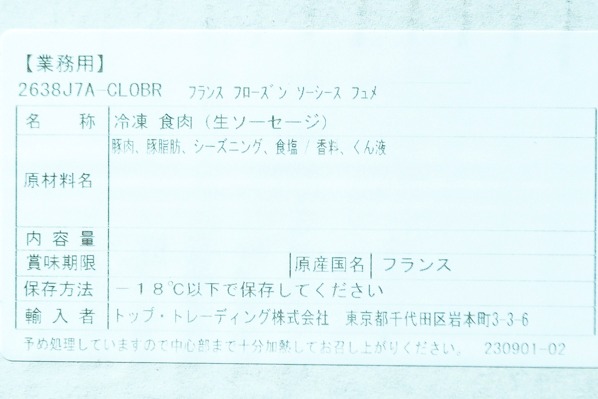 【業務用】
2638J7A-CLOBR フランス フローズン ソーシース フュメ
名 称 冷凍 食肉（生ソーセージ）
原材料名 豚肉、豚脂肪、シーズニング、食塩 / 香料、くん液
内 容 量
賞味期限 原産国名 フランス
保存方法 －18℃以下で保存してください
輸 入 者 トップ・トレーディング株式会社 東京都千代田区岩本町3-3-6
予め処理していますので中心部まで十分加熱してお召し上がりください。 230901-02